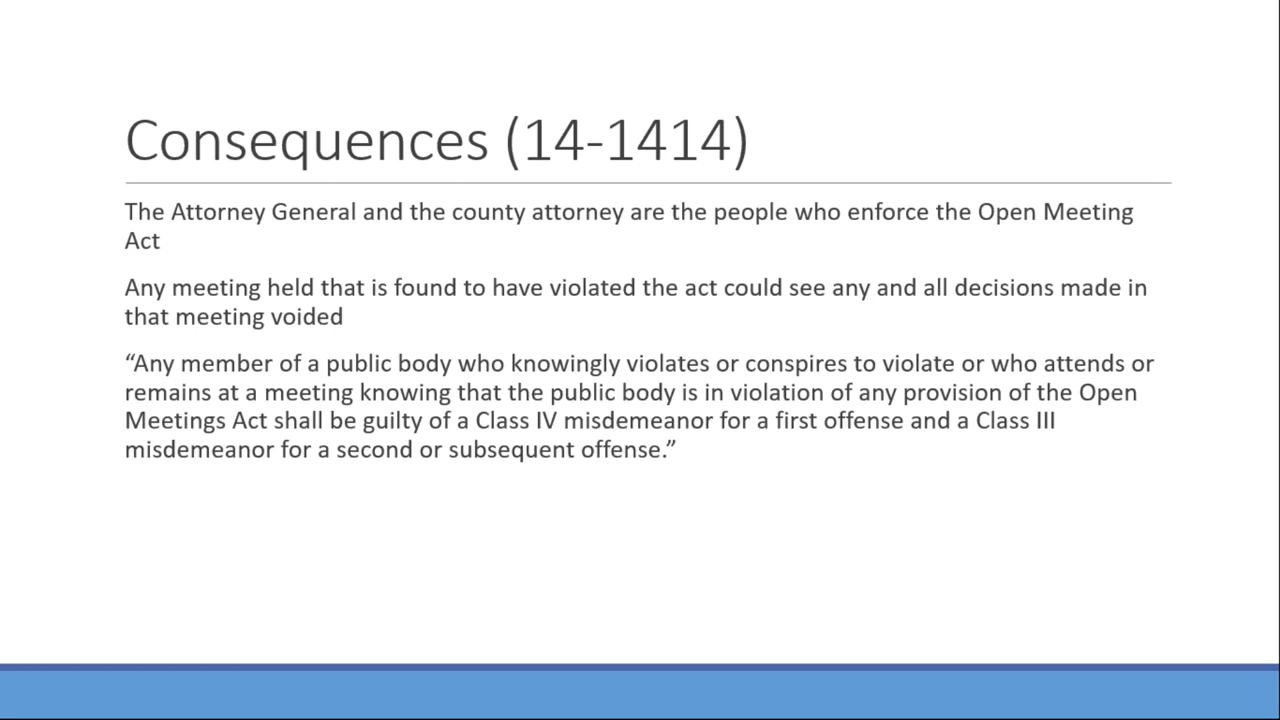 Consequences (14-1414)
The Attorney General and the county attorney are the people who enforce the Open Meeting
Act
Any meeting held that is found to have violated the act could see any and all decisions made in
that meeting voided
“Any member of a public body who knowingly violates or conspires to violate or who attends or
remains at a meeting knowing that the public body is in violation of any provision of the Open
Meetings Act shall be guilty of a Class IV misdemeanor for a first offense and a Class III
misdemeanor for a second or subsequent offense.”